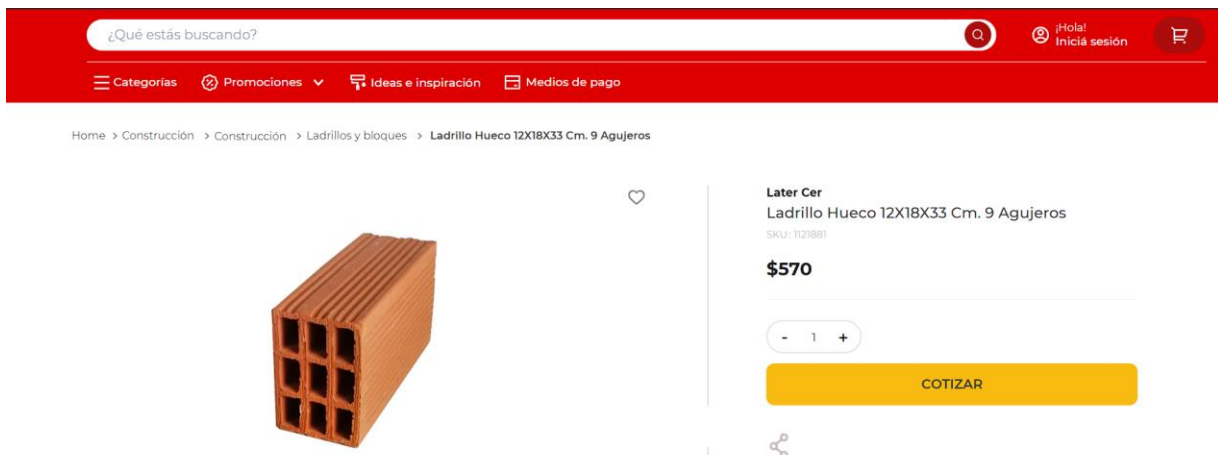 ¿Qué estás buscando?
¡Hola!
Iniciá sesión
Categorías Promociones Ideas e inspiración Medios de pago
Home > Construcción > Construcción > Ladrillos y bloques > Ladrillo Hueco 12X18X33 Cm. 9 Agujeros
Later Cer
Ladrillo Hueco 12X18X33 Cm. 9 Agujeros
SKU: 1121881
$570
- 1 +
COTIZAR